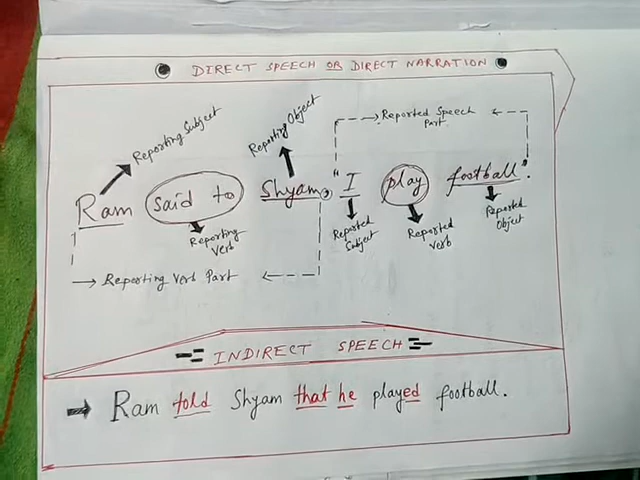 DIRECT SPEECH OR DIRECT NARRATION
Reporting Subject
Reporting Object
Reported Speech
Part
Ram said to Shyam, "I play football".
Reporting
Verb
Reported
Subject
Reported
Verb
Reported
Object
Reporting Verb Part
INDIRECT SPEECH
Ram told Shyam that he played football.